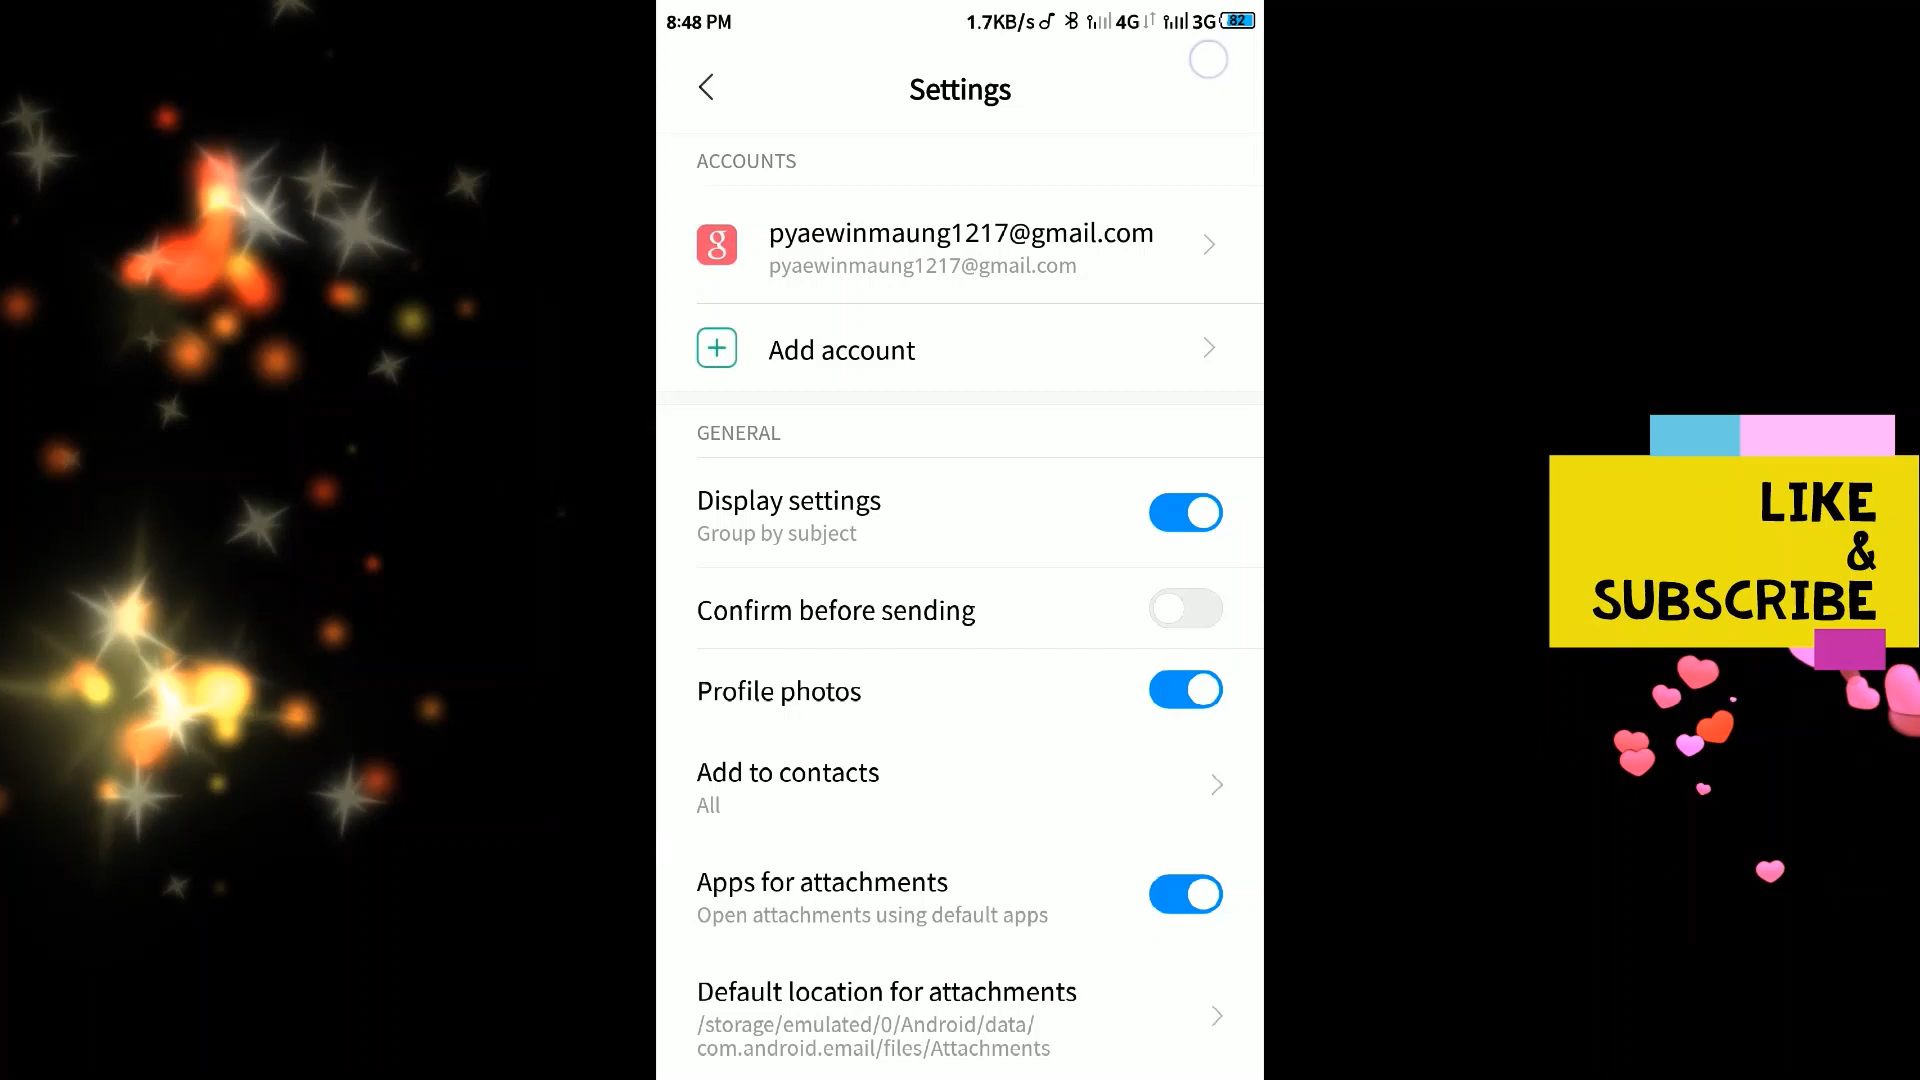 8:48 PM 1.7KB/s 4G 3G 82
Settings
ACCOUNTS
g
pyaewinmaung1217@gmail.com
pyaewinmaung1217@gmail.com
Add account
GENERAL
Display settings
Group by subject
Confirm before sending
Profile photos
Add to contacts
All
Apps for attachments
Open attachments using default apps
Default location for attachments
/storage/emulated/0/Android/data/
com.android.email/files/Attachments
LIKE
&
SUBSCRIBE